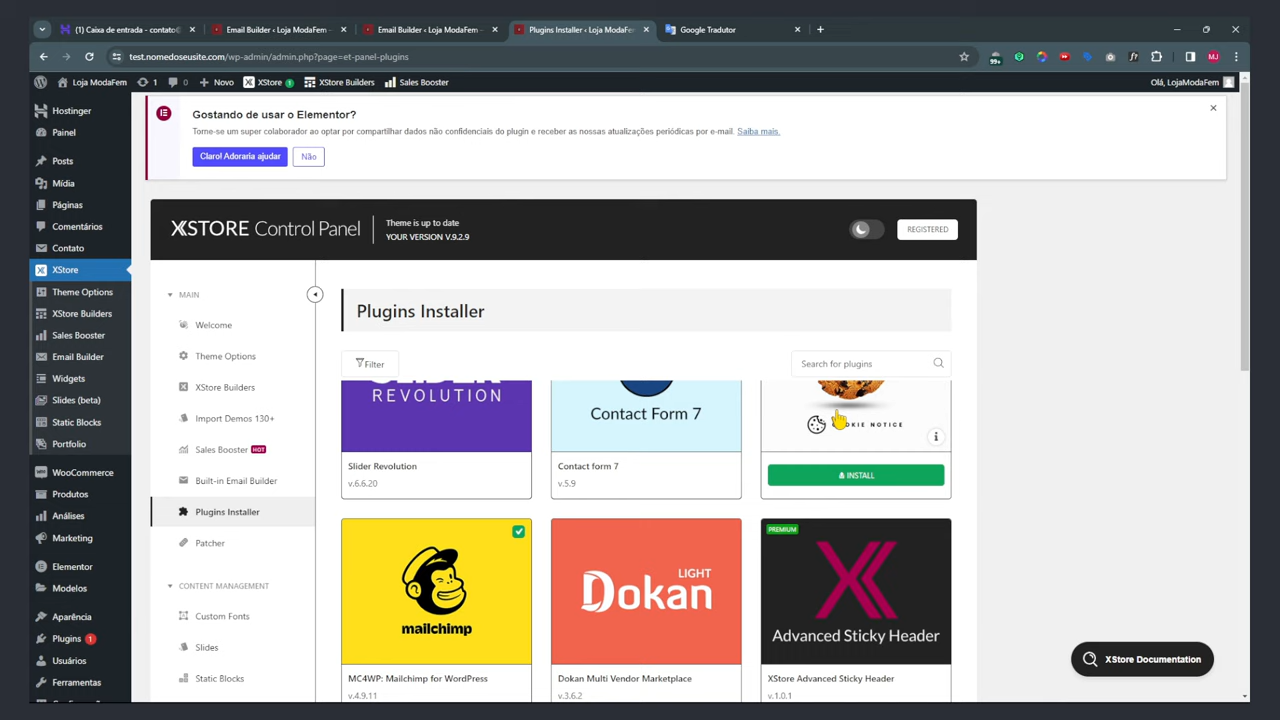 (1) Caixa de entrada - contato@
Email Builder ‹ Loja ModaFem –
Email Builder ‹ Loja ModaFem –
Plugins Installer ‹ Loja ModaFe
Google Tradutor
test.nomedoseusite.com/wp-admin/admin.php?page=et-panel-plugins
99+
MJ
Loja ModaFem
1
0
Novo
XStore
1
XStore Builders
Sales Booster
Olá, LojaModaFem
Hostinger
Painel
Posts
Mídia
Páginas
Comentários
Contato
XStore
Theme Options
XStore Builders
Sales Booster
Email Builder
Widgets
Slides (beta)
Static Blocks
Portfolio
WooCommerce
Produtos
Análises
Marketing
Elementor
Modelos
Aparência
Plugins 1
Usuários
Ferramentas
Gostando de usar o Elementor?
Torne-se um super colaborador ao optar por compartilhar dados não confidenciais do plugin e receber as nossas atualizações periódicas por e-mail. Saiba mais.
Claro! Adoraria ajudar
Não
XSTORE Control Panel
Theme is up to date
YOUR VERSION V.9.2.9
REGISTERED
MAIN
Welcome
Theme Options
XStore Builders
Import Demos 130+
Sales Booster HOT
Built-in Email Builder
Plugins Installer
Patcher
CONTENT MANAGEMENT
Custom Fonts
Slides
Static Blocks
Plugins Installer
Filter
Search for plugins
SLIDER
REVOLUTION
Slider Revolution
v.6.6.20
Contact Form 7
Contact form 7
v.5.9
OKIE NOTICE
INSTALL
mailchimp
MC4WP: Mailchimp for WordPress
v.4.9.11
LIGHT
Dokan
Dokan Multi Vendor Marketplace
v.3.6.2
PREMIUM
Advanced Sticky Header
XStore Advanced Sticky Header
v.1.0.1
XStore Documentation